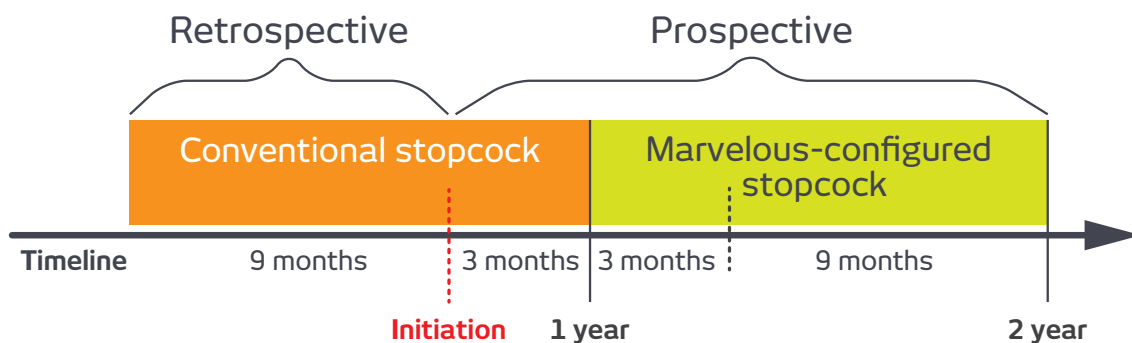 Retrospective
Prospective
Conventional stopcock
Marvelous-configured
stopcock
Timeline
9 months
3 months
3 months
9 months
Initiation
1 year
2 year